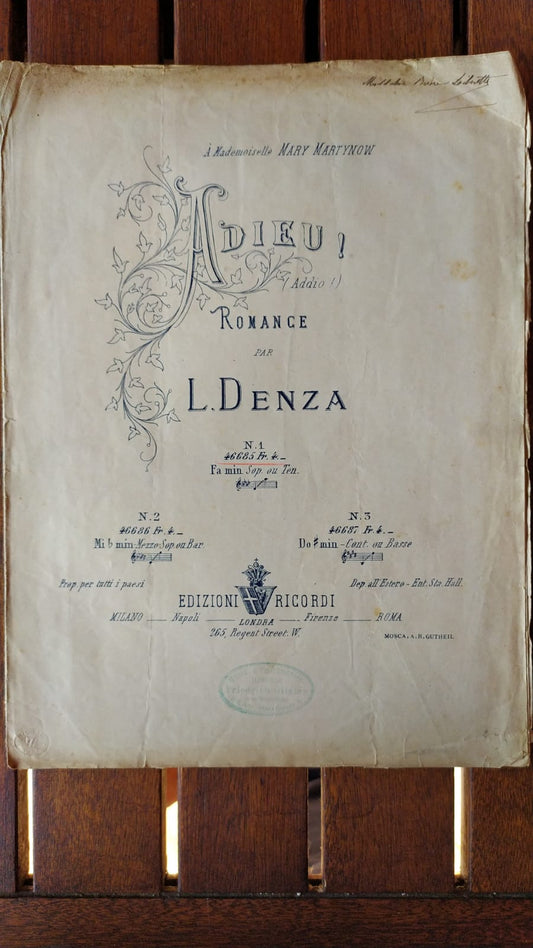 À Mademoiselle MARY MARTYNOW
ADIEU!
(Addio!)
ROMANCE
PAR
L. DENZA
N. 1
46685 Fr. 4._
Fa min. Sop. ou Ten.
N. 2
46686 Fr. 4._
Mi b min-Mezzo Sop. ou Bar.
N. 3
46687 Fr. 4._
Do # min-Cont. ou Basse
Prop. per tutti i paesi
Dep. all'Estero-Ent. Sta. Hall.
EDIZIONI RICORDI
MILANO _ Napoli _ LONDRA _ Firenze _ ROMA
265, Regent Street. W.
MOSCA: A. B. GUTHEIL